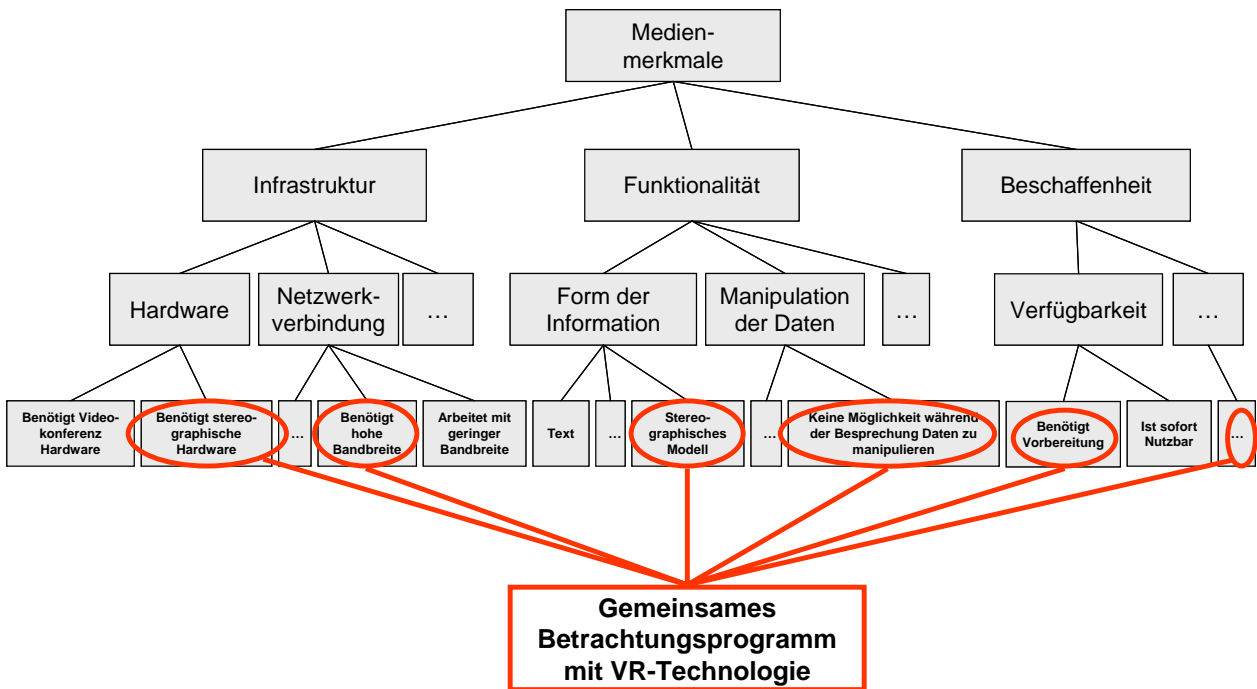 Medien-
merkmale
Infrastruktur
Funktionalität
Beschaffenheit
Hardware
Netzwerk-
verbindung
...
Form der
Information
Manipulation
der Daten
...
Verfügbarkeit
...
Benötigt Video-
konferenz
Hardware
Benötigt stereo-
graphische
Hardware
...
Benötigt
hohe
Bandbreite
Arbeitet mit
geringer
Bandbreite
Text
...
Stereo-
graphisches
Modell
...
Keine Möglichkeit während
der Besprechung Daten zu
manipulieren
Benötigt
Vorbereitung
Ist sofort
Nutzbar
...
Gemeinsames
Betrachtungsprogramm
mit VR-Technologie